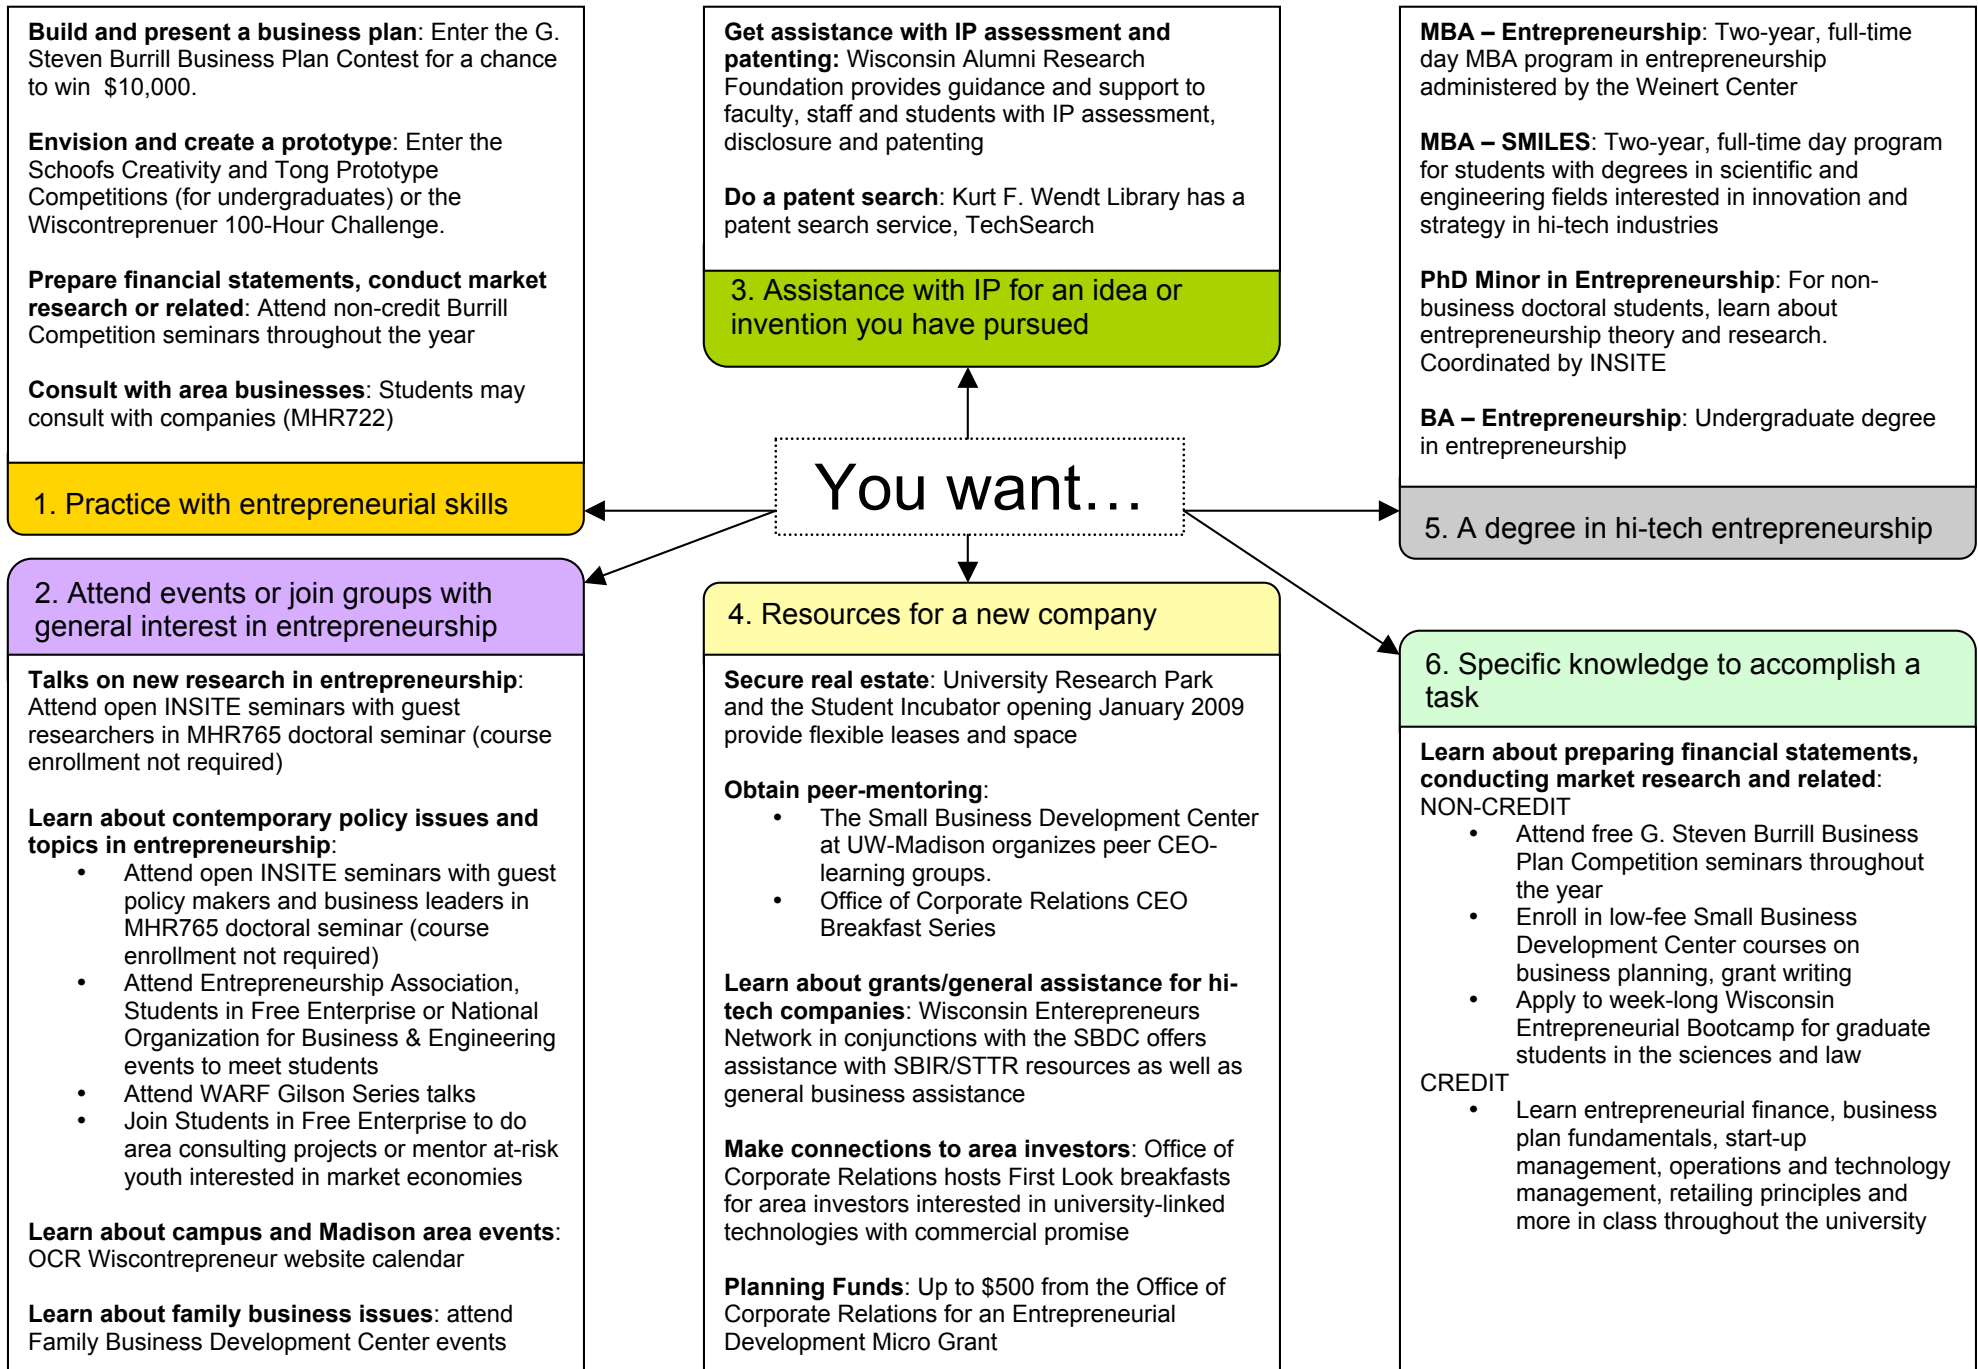 Build and present a business plan: Enter the G.
Steven Burrill Business Plan Contest for a chance
to win  $10,000.
Envision and create a prototype: Enter the
Schoofs Creativity and Tong Prototype
Competitions (for undergraduates) or the
Wiscontreprenuer 100-Hour Challenge.
Prepare financial statements, conduct market
research or related: Attend non-credit Burrill
Competition seminars throughout the year
Consult with area businesses: Students may
consult with companies (MHR722)
1. Practice with entrepreneurial skills
2. Attend events or join groups with
general interest in entrepreneurship
Talks on new research in entrepreneurship:
Attend open INSITE seminars with guest
researchers in MHR765 doctoral seminar (course
enrollment not required)
Learn about contemporary policy issues and
topics in entrepreneurship:
• Attend open INSITE seminars with guest
policy makers and business leaders in
MHR765 doctoral seminar (course
enrollment not required)
• Attend Entrepreneurship Association,
Students in Free Enterprise or National
Organization for Business & Engineering
events to meet students
• Attend WARF Gilson Series talks
• Join Students in Free Enterprise to do
area consulting projects or mentor at-risk
youth interested in market economies
Learn about campus and Madison area events:
OCR Wiscontrepreneur website calendar
Learn about family business issues: attend
Family Business Development Center events
Get assistance with IP assessment and
patenting: Wisconsin Alumni Research
Foundation provides guidance and support to
faculty, staff and students with IP assessment,
disclosure and patenting
Do a patent search: Kurt F. Wendt Library has a
patent search service, TechSearch
3. Assistance with IP for an idea or
invention you have pursued
You want…
4. Resources for a new company
Secure real estate: University Research Park
and the Student Incubator opening January 2009
provide flexible leases and space
Obtain peer-mentoring:
• The Small Business Development Center
at UW-Madison organizes peer CEO-
learning groups.
• Office of Corporate Relations CEO
Breakfast Series
Learn about grants/general assistance for hi-
tech companies: Wisconsin Enterepreneurs
Network in conjunctions with the SBDC offers
assistance with SBIR/STTR resources as well as
general business assistance
Make connections to area investors: Office of
Corporate Relations hosts First Look breakfasts
for area investors interested in university-linked
technologies with commercial promise
Planning Funds: Up to $500 from the Office of
Corporate Relations for an Entrepreneurial
Development Micro Grant
MBA – Entrepreneurship: Two-year, full-time
day MBA program in entrepreneurship
administered by the Weinert Center
MBA – SMILES: Two-year, full-time day program
for students with degrees in scientific and
engineering fields interested in innovation and
strategy in hi-tech industries
PhD Minor in Entrepreneurship: For non-
business doctoral students, learn about
entrepreneurship theory and research.
Coordinated by INSITE
BA – Entrepreneurship: Undergraduate degree
in entrepreneurship
5. A degree in hi-tech entrepreneurship
6. Specific knowledge to accomplish a
task
Learn about preparing financial statements,
conducting market research and related:
NON-CREDIT
• Attend free G. Steven Burrill Business
Plan Competition seminars throughout
the year
• Enroll in low-fee Small Business
Development Center courses on
business planning, grant writing
• Apply to week-long Wisconsin
Entrepreneurial Bootcamp for graduate
students in the sciences and law
CREDIT
• Learn entrepreneurial finance, business
plan fundamentals, start-up
management, operations and technology
management, retailing principles and
more in class throughout the university